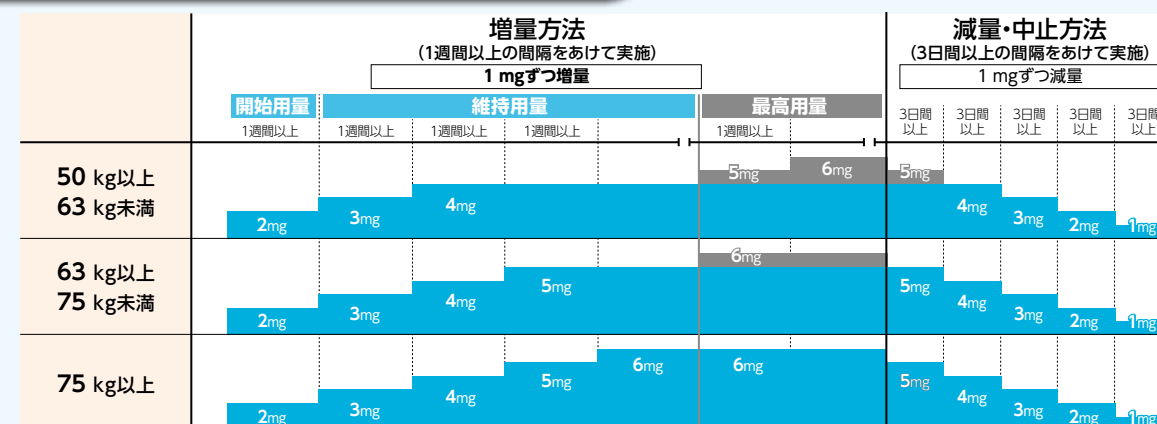 増量方法
(1週間以上の間隔をあけて実施)
1 mgずつ増量
減量・中止方法
(3日間以上の間隔をあけて実施)
1 mgずつ減量
開始用量 維持用量 最高用量
1週間以上 1週間以上 1週間以上 1週間以上 1週間以上
3日間 3日間 3日間 3日間 3日間
以上 以上 以上 以上 以上
50 kg以上
63 kg未満
2mg 3mg 4mg 5mg 6mg 5mg 4mg 3mg 2mg 1mg
63 kg以上
75 kg未満
2mg 3mg 4mg 5mg 6mg 5mg 4mg 3mg 2mg 1mg
75 kg以上
2mg 3mg 4mg 5mg 6mg 6mg 5mg 4mg 3mg 2mg 1mg